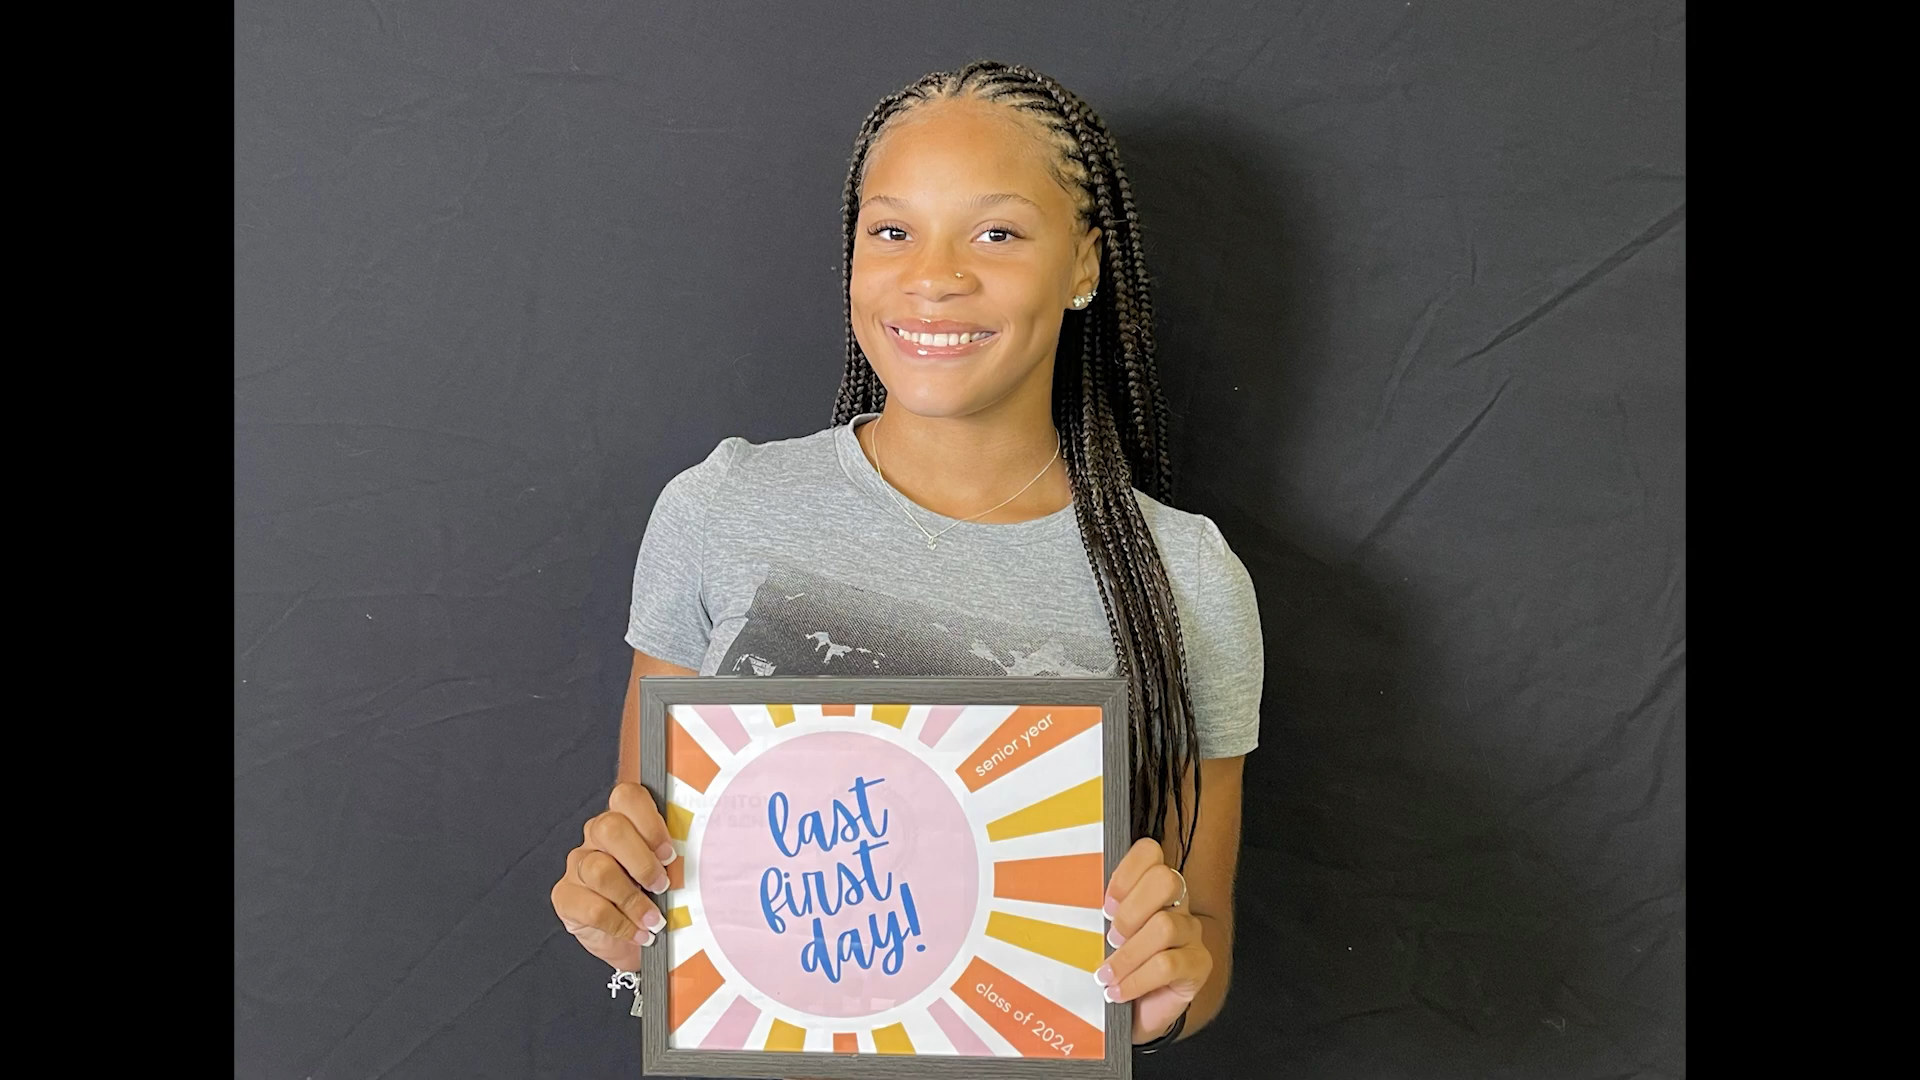 senior year
last
first
day!
class of 2024